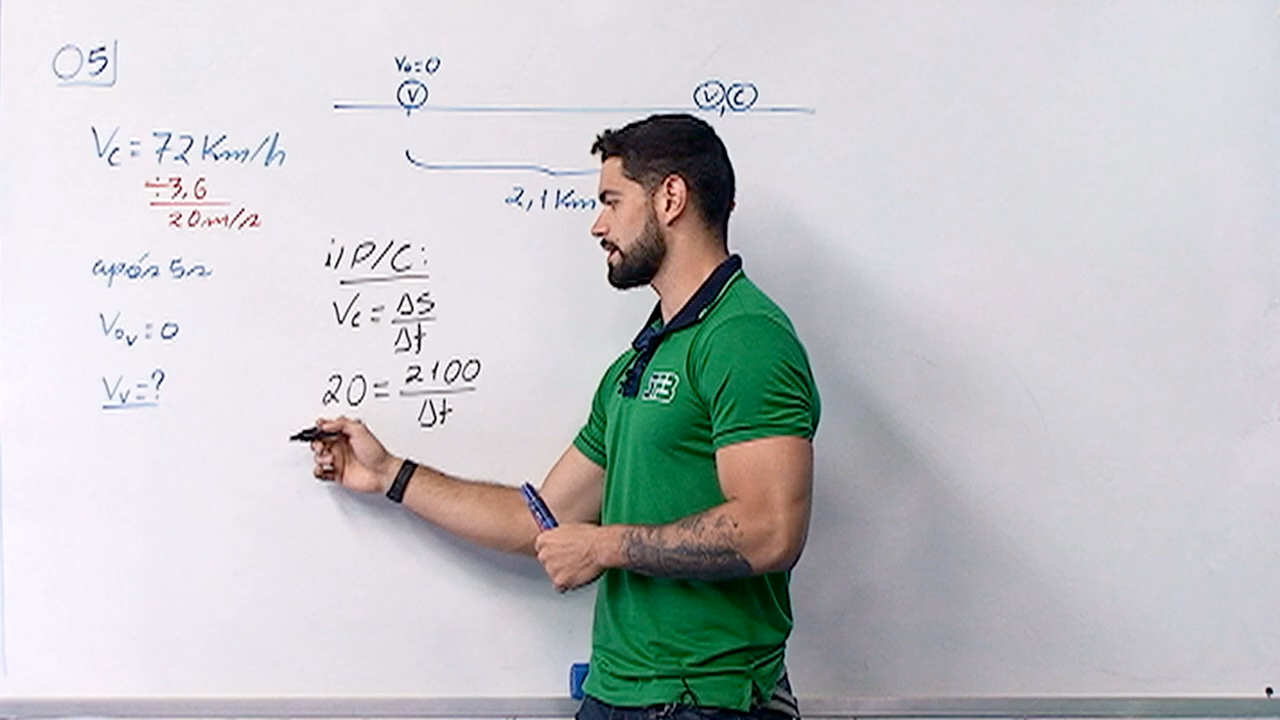 05
V₀=0
V V C
Vc = 72 Km/h
÷3,6
20m/s
2,1 Km
após 5s
V₀ᵥ = 0
Vᵥ = ?
i) P/C:
Vc = ΔS
Δt
20 = 2100
Δt